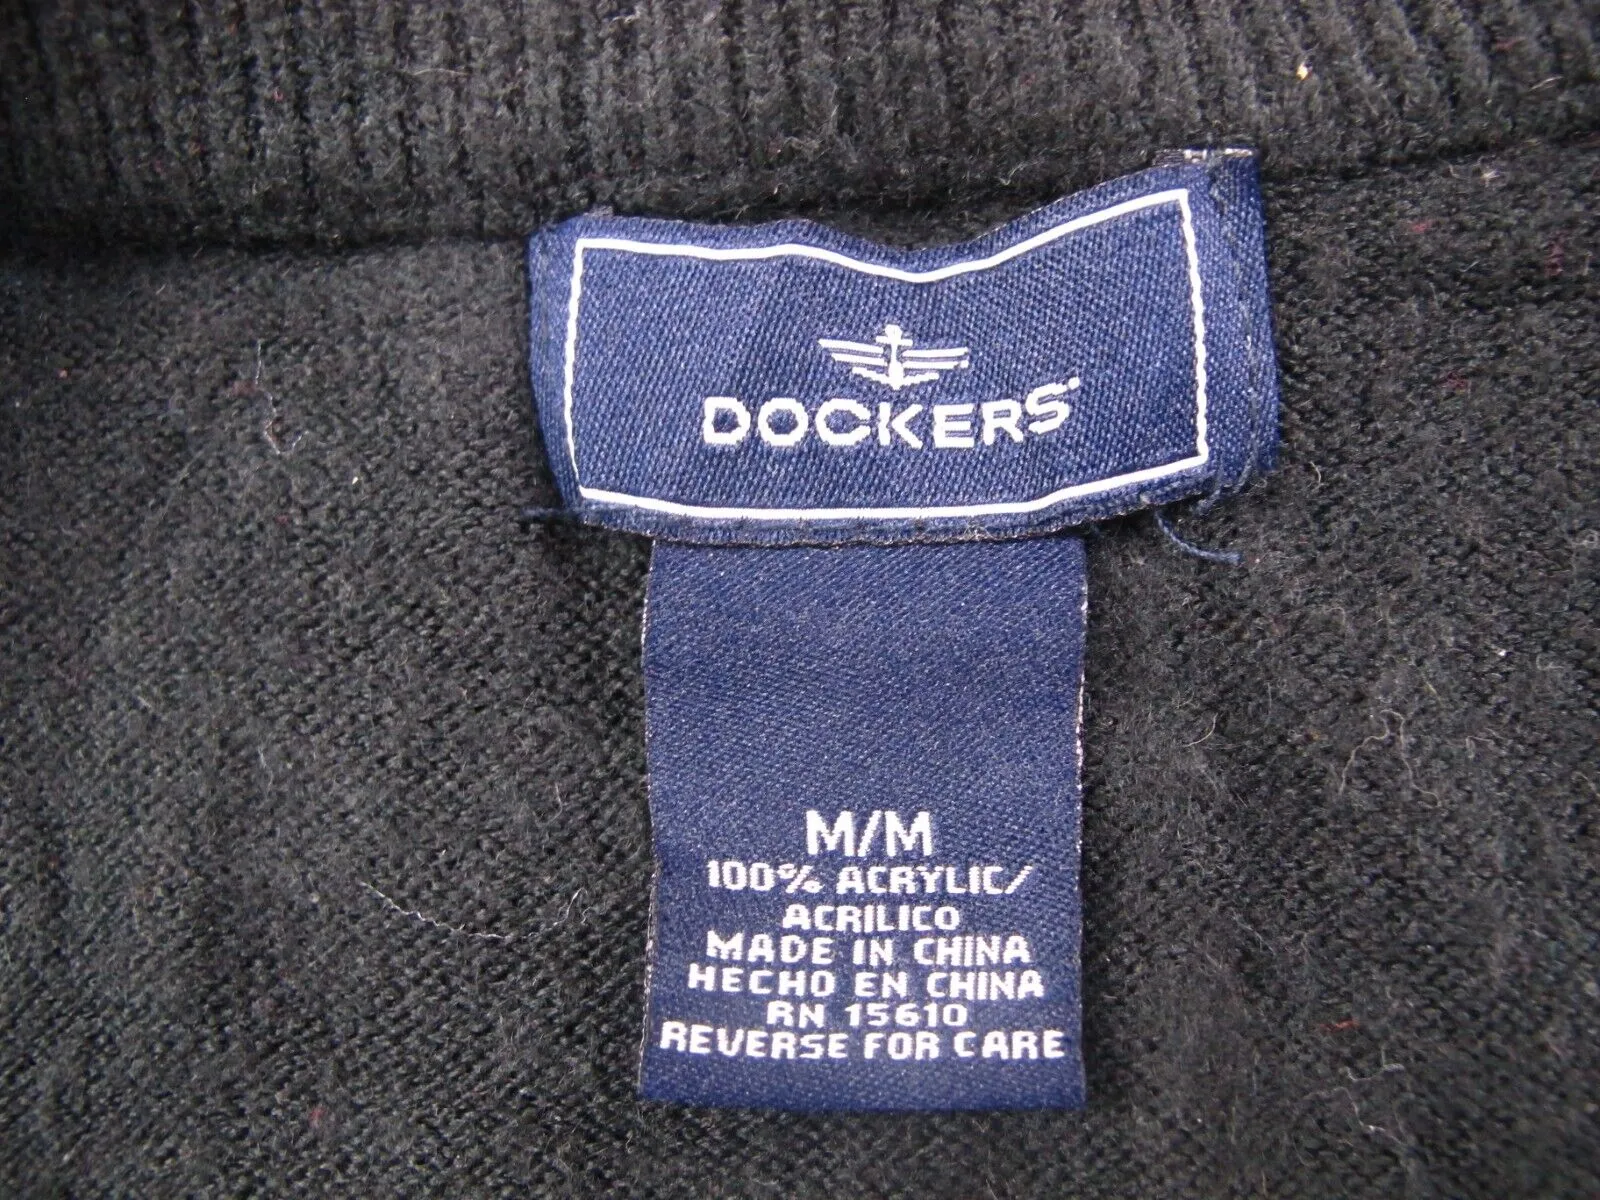 DOCKERS
M/M
100% ACRYLIC/
ACRILICO
MADE IN CHINA
HECHO EN CHINA
RN 15610
REVERSE FOR CARE